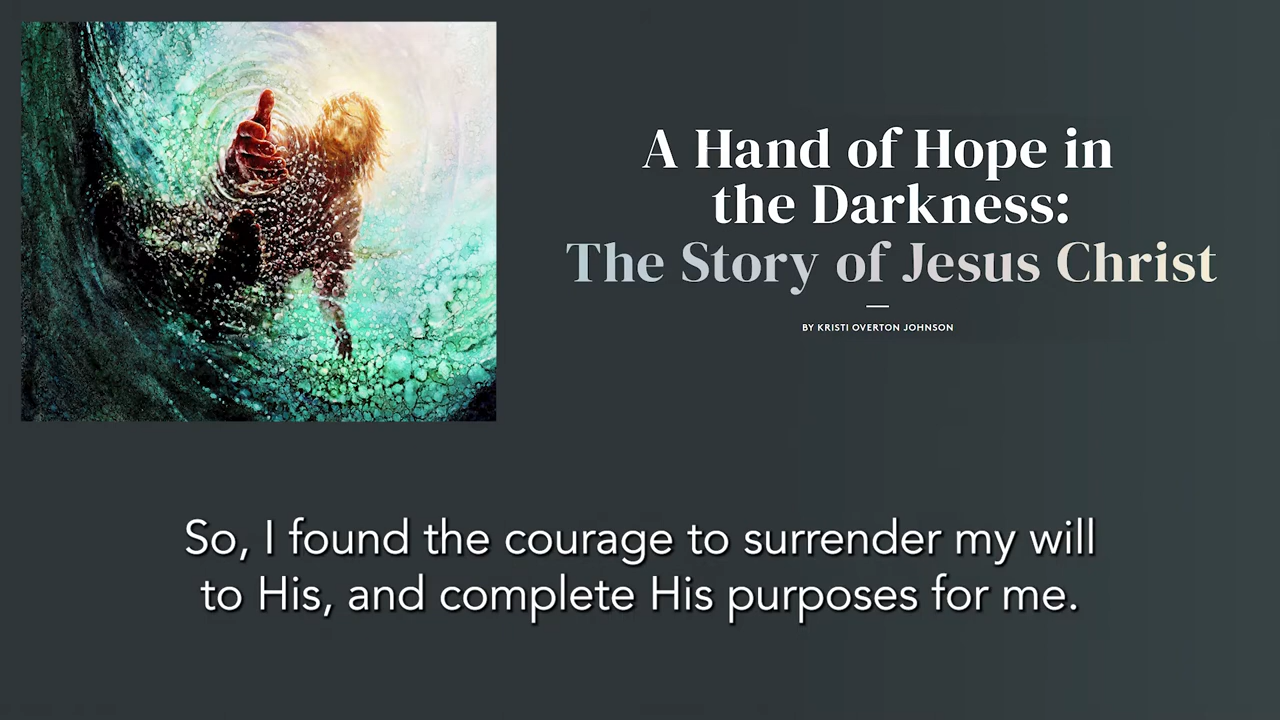 A Hand of Hope in
the Darkness:
The Story of Jesus Christ
BY KRISTI OVERTON JOHNSON
So, I found the courage to surrender my will
to His, and complete His purposes for me.